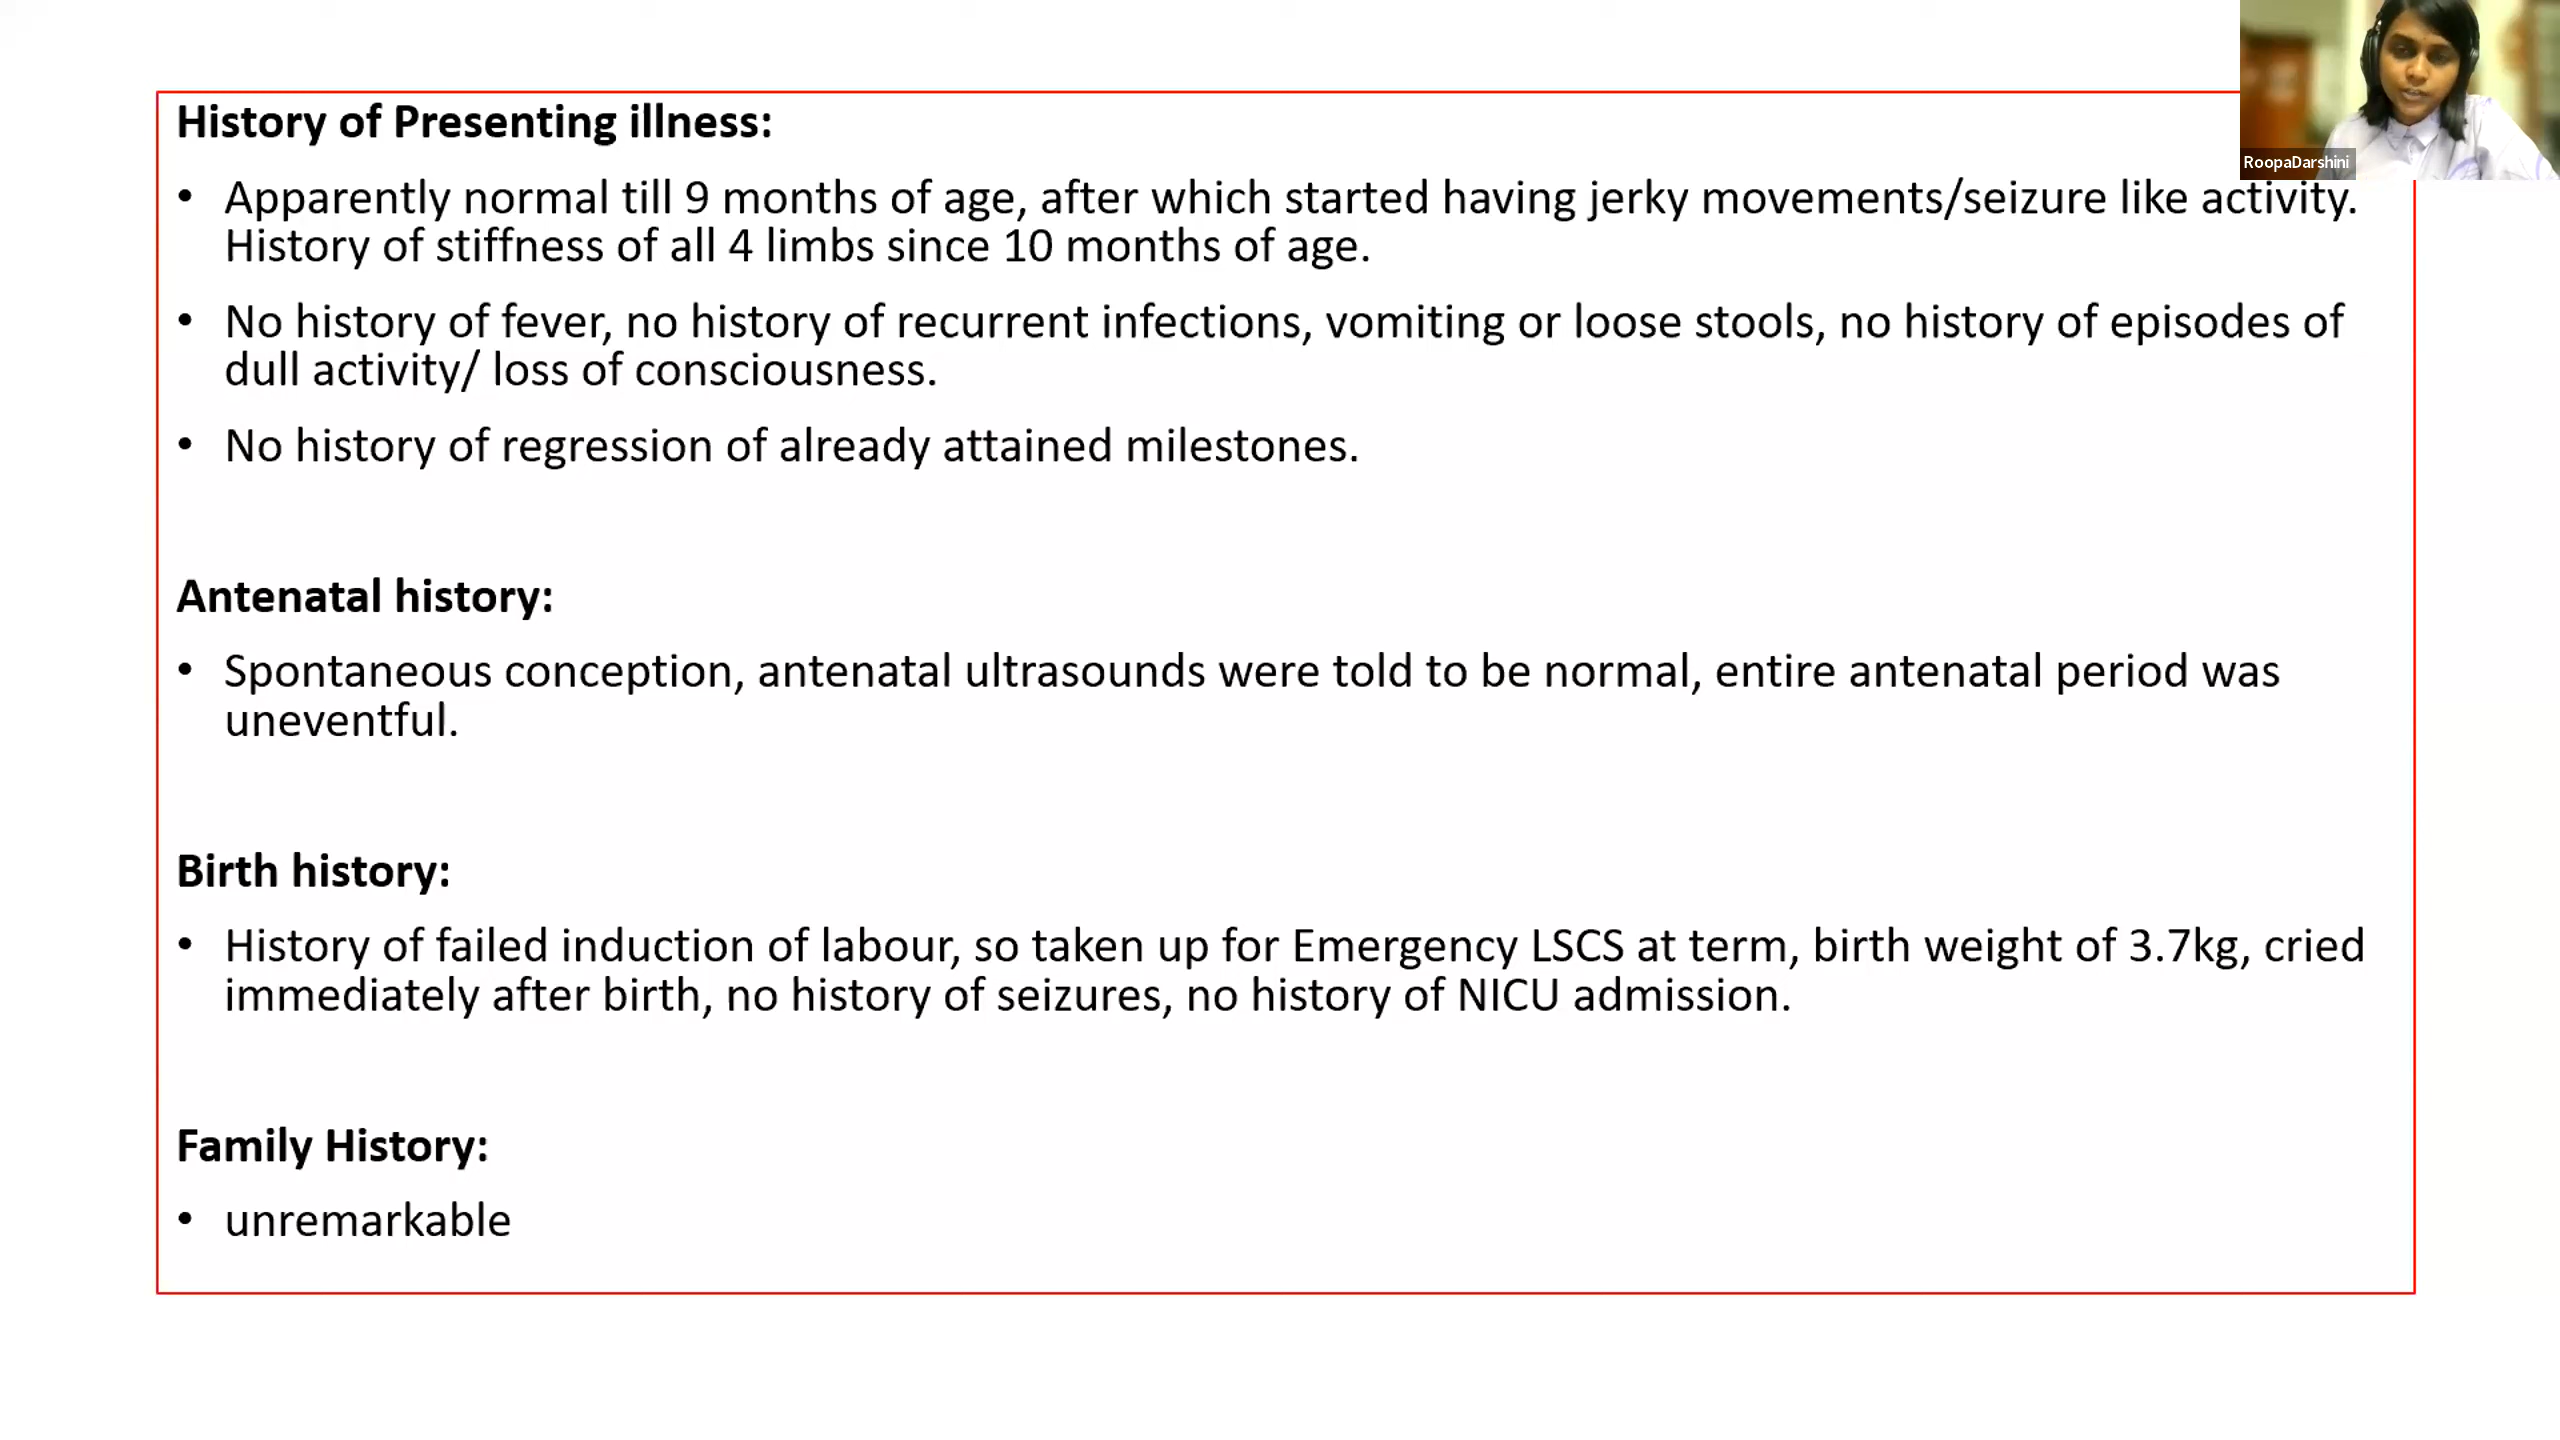 RoopaDarshini
History of Presenting illness:
• Apparently normal till 9 months of age, after which started having jerky movements/seizure like activity.
History of stiffness of all 4 limbs since 10 months of age.
• No history of fever, no history of recurrent infections, vomiting or loose stools, no history of episodes of
dull activity/ loss of consciousness.
• No history of regression of already attained milestones.
Antenatal history:
• Spontaneous conception, antenatal ultrasounds were told to be normal, entire antenatal period was
uneventful.
Birth history:
• History of failed induction of labour, so taken up for Emergency LSCS at term, birth weight of 3.7kg, cried
immediately after birth, no history of seizures, no history of NICU admission.
Family History:
• unremarkable